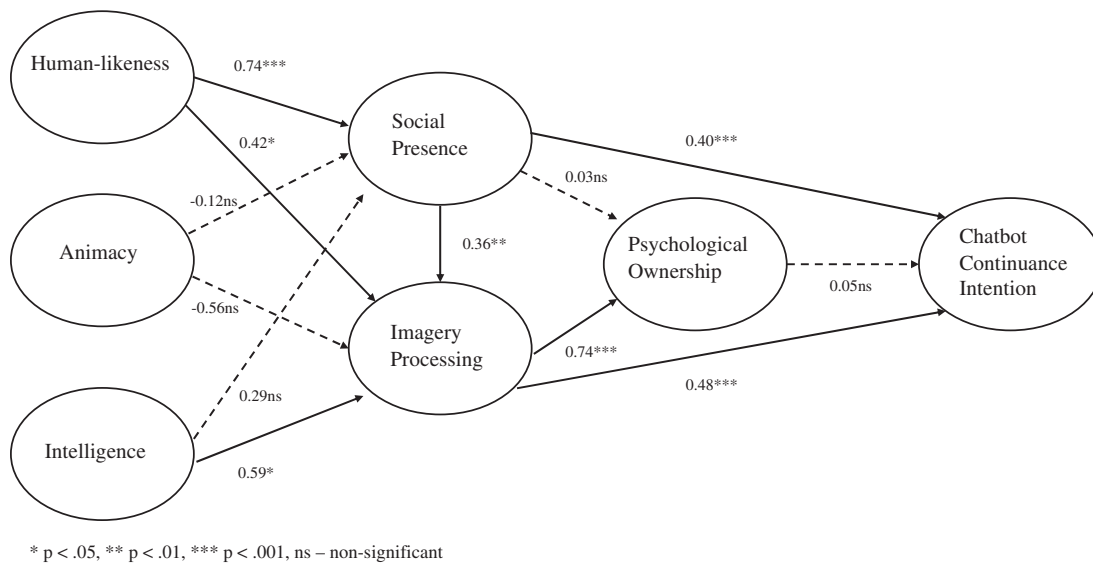 Human-likeness
0.74***
Social
Presence
0.42*
0.40***
-0.12ns
0.03ns
Animacy
0.36**
Psychological
Ownership
Chatbot
Continuance
Intention
0.05ns
-0.56ns
Imagery
Processing
0.74***
0.29ns
0.48***
Intelligence
0.59*
* p < .05, ** p < .01, *** p < .001, ns – non-significant